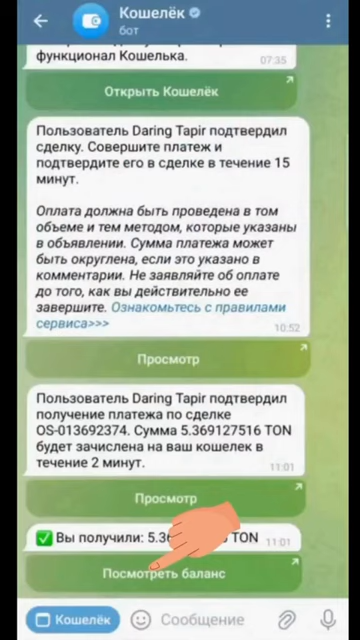 Кошелёк
бот
функционал Кошелька.
07:35
Открыть Кошелёк
Пользователь Daring Tapir подтвердил
сделку. Совершите платеж и
подтвердите его в сделке в течение 15
минут.
Оплата должна быть проведена в том
объеме и тем методом, которые указаны
в объявлении. Сумма платежа может
быть округлена, если это указано в
комментарии. Не заявляйте об оплате
до того, как вы действительно ее
завершите. Ознакомьтесь с правилами
сервиса>>>
10:52
Просмотр
Пользователь Daring Tapir подтвердил
получение платежа по сделке
OS-013692374. Сумма 5.369127516 TON
будет зачислена на ваш кошелек в
течение 2 минут.
11:01
Просмотр
Вы получили: TON
11:01
Посмотреть баланс
Кошелёк
Сообщение